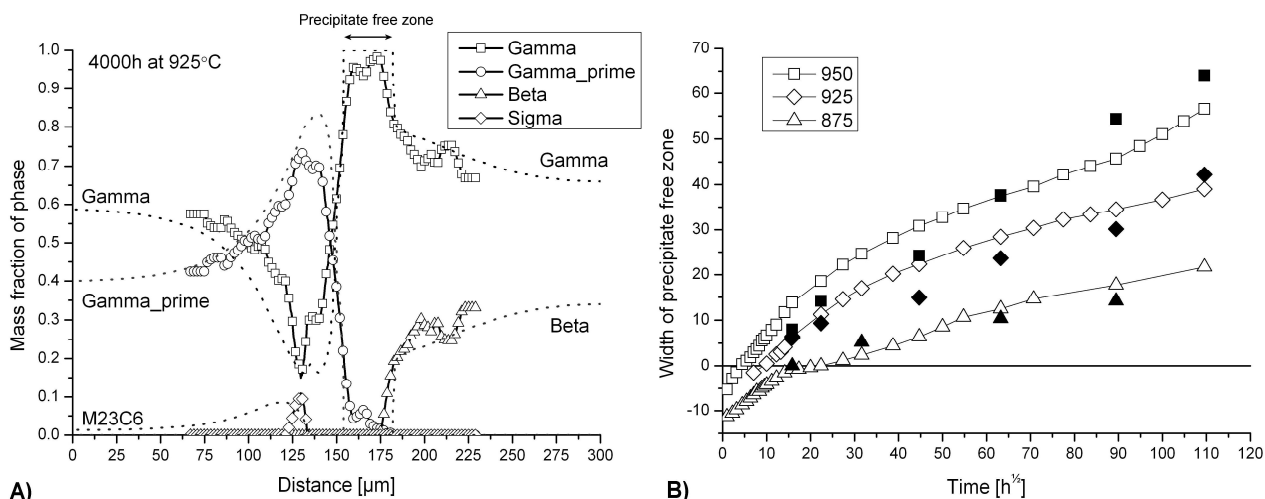 Precipitate free zone
4000h at 925°C
Gamma
Gamma_prime
Beta
Sigma
Gamma
Gamma
Gamma_prime
Beta
M23C6
Mass fraction of phase
1.0
0.9
0.8
0.7
0.6
0.5
0.4
0.3
0.2
0.1
0.0
0 25 50 75 100 125 150 175 200 225 250 275 300
Distance [µm]
A)
950
925
875
Width of precipitate free zone
70
60
50
40
30
20
10
0
-10
0 10 20 30 40 50 60 70 80 90 100 110 120
Time [h½]
B)